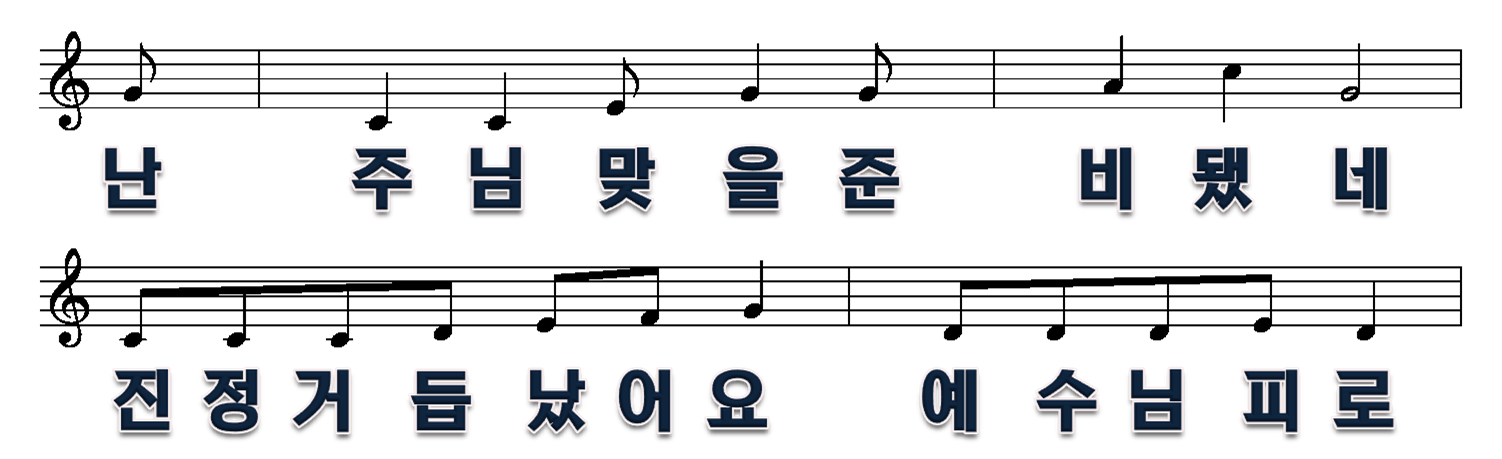 난 주 님 맞 을 준 비 됐 네
진 정 거 듭 났 어 요 예 수 님 피 로